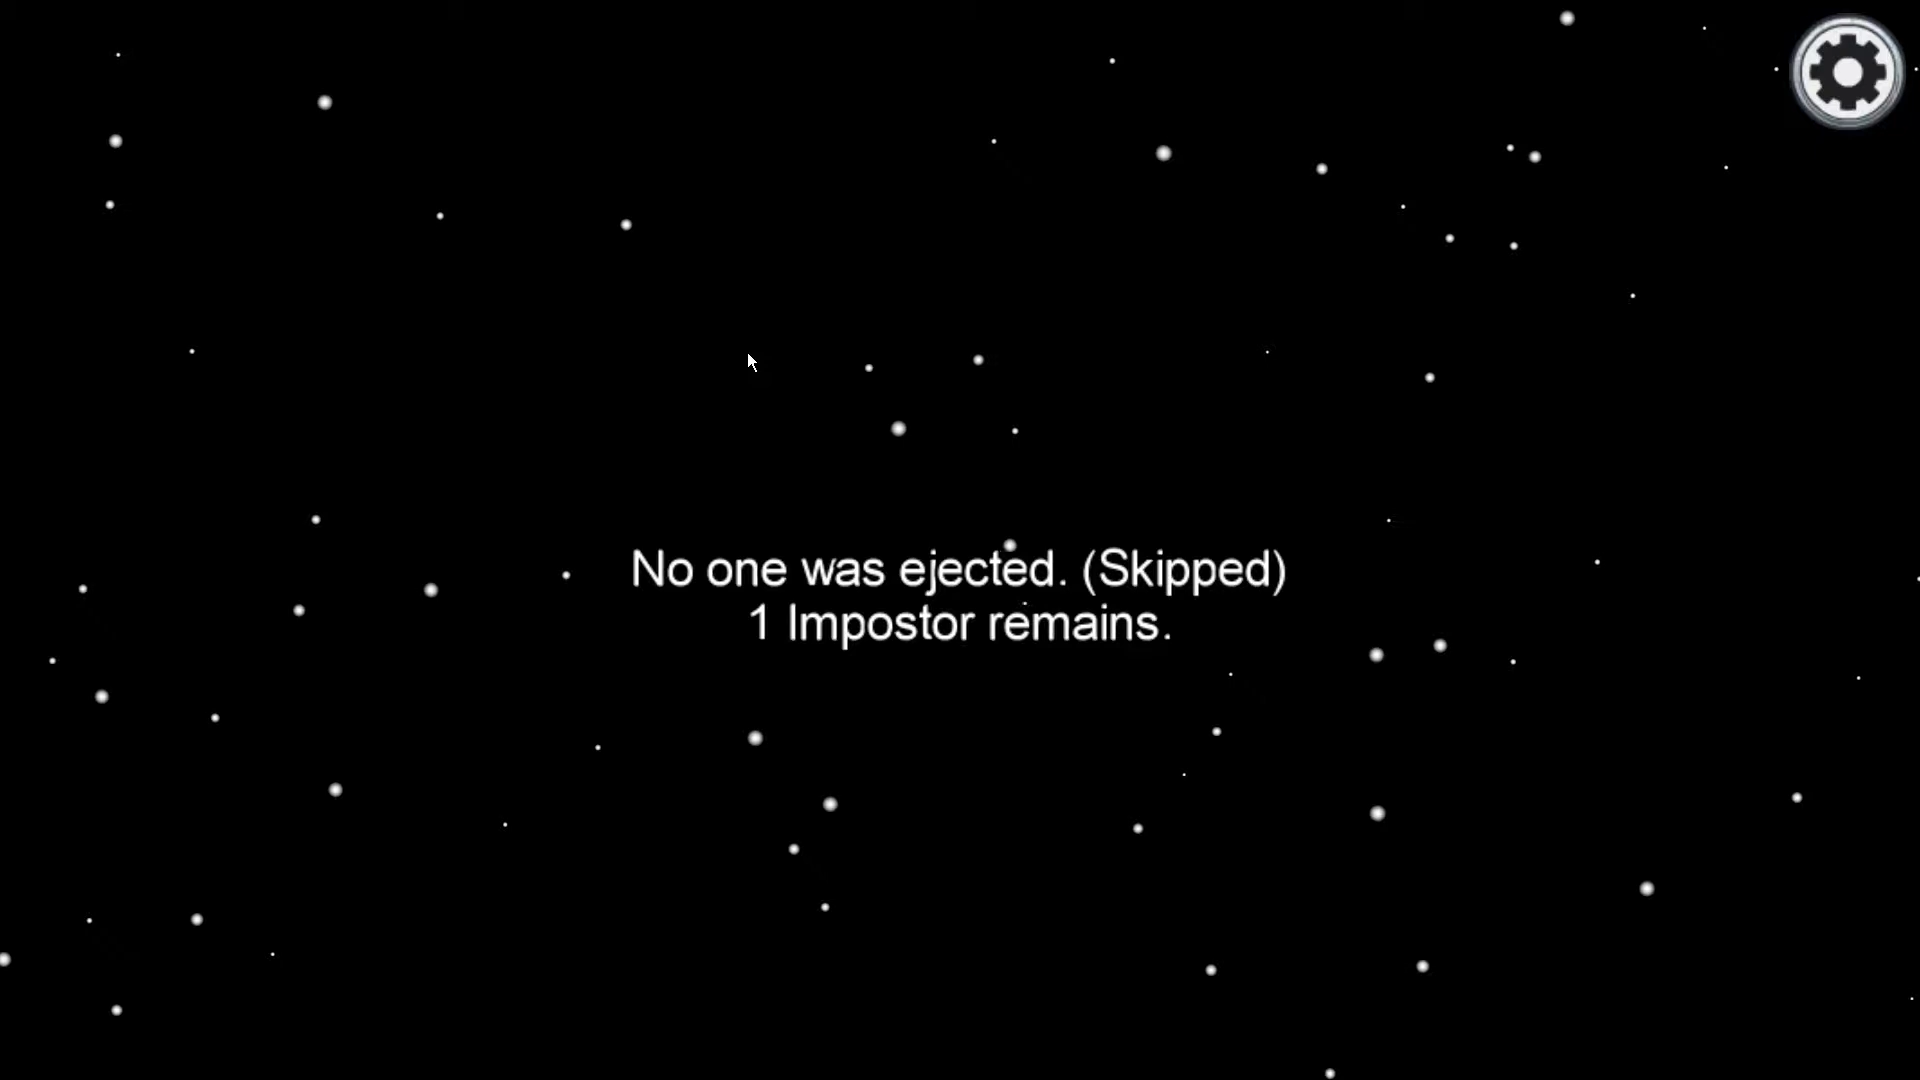 No one was ejected. (Skipped)
1 Impostor remains.